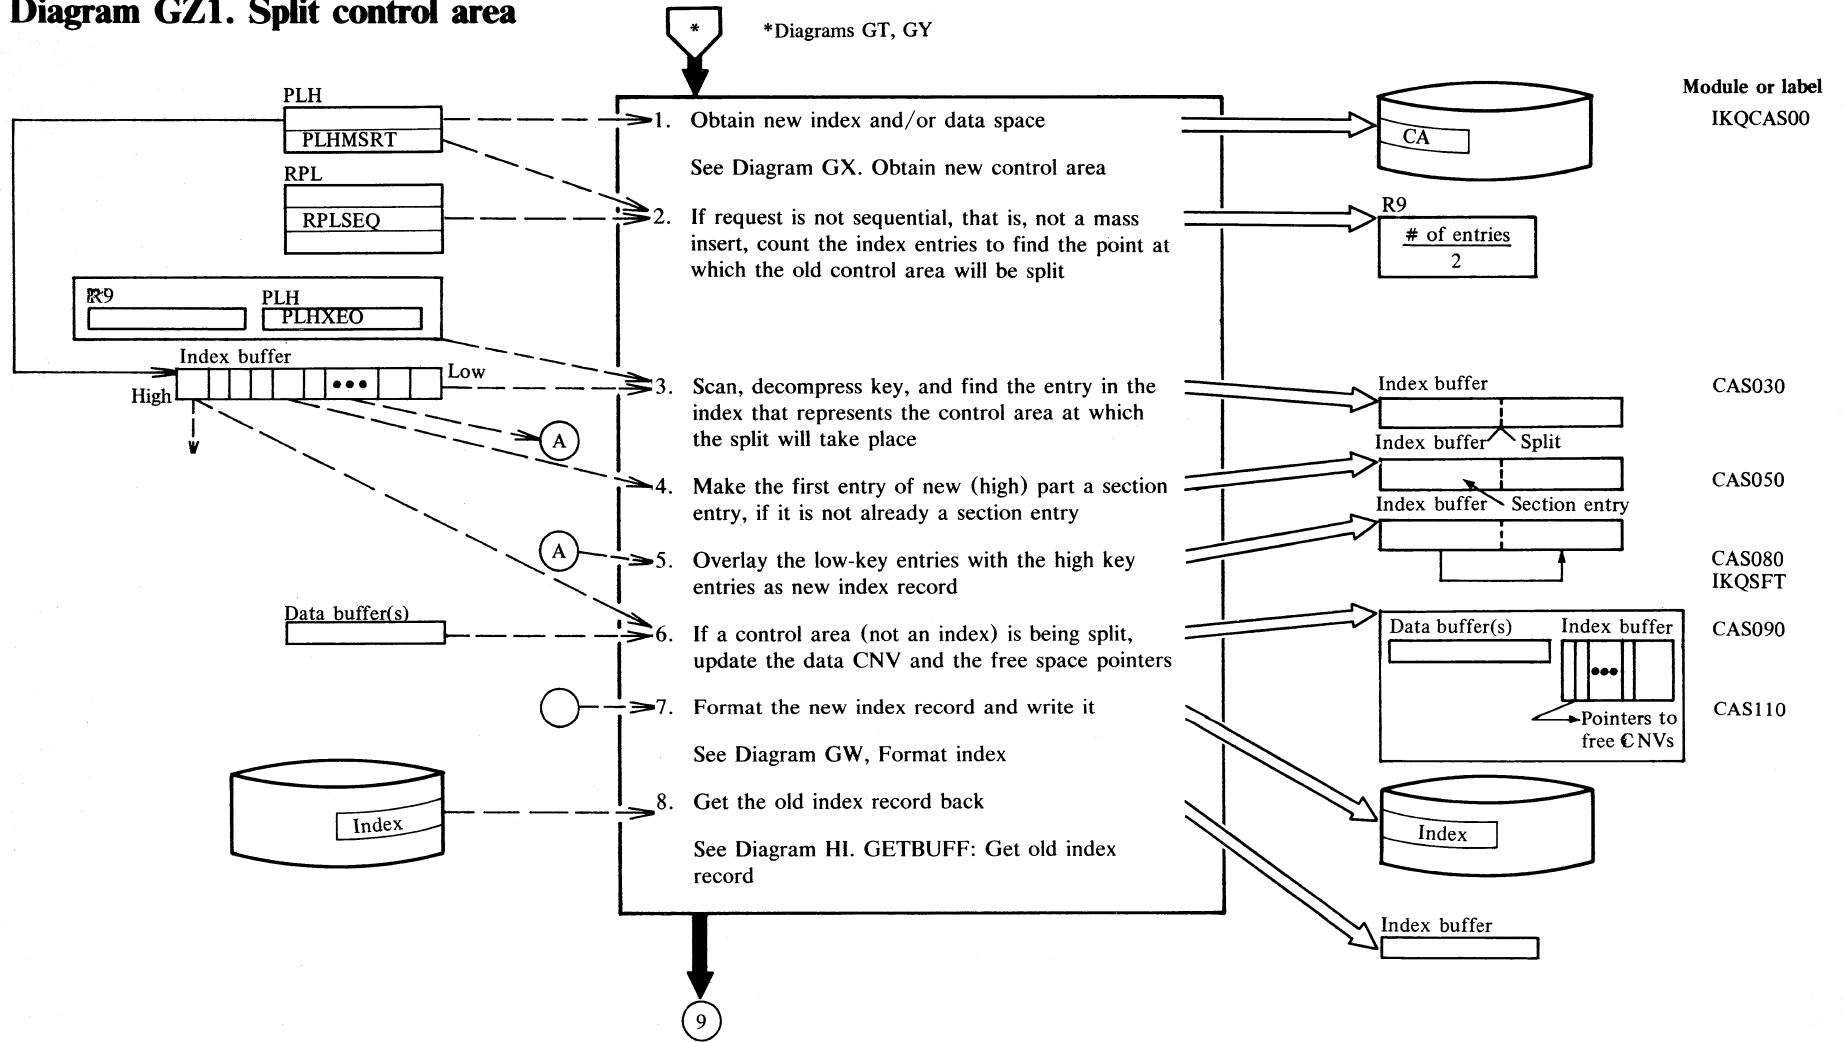 Diagram GZ1. Split control area
*
*Diagrams GT, GY
Module or label
PLH
PLHMSRT
1. Obtain new index and/or data space
CA
IKQCAS00
See Diagram GX. Obtain new control area
RPL
RPLSEQ
2. If request is not sequential, that is, not a mass
insert, count the index entries to find the point at
which the old control area will be split
R9
# of entries
2
R9
PLH
PLHXEO
Index buffer
High
Low
3. Scan, decompress key, and find the entry in the
index that represents the control area at which
the split will take place
Index buffer
CAS030
A
Index buffer
Split
4. Make the first entry of new (high) part a section
entry, if it is not already a section entry
CAS050
Index buffer
Section entry
A
5. Overlay the low-key entries with the high key
entries as new index record
CAS080
IKQSFT
Data buffer(s)
6. If a control area (not an index) is being split,
update the data CNV and the free space pointers
Data buffer(s)
Index buffer
CAS090
Pointers to
free CNVs
7. Format the new index record and write it
CAS110
See Diagram GW, Format index
Index
8. Get the old index record back
Index
See Diagram HI. GETBUFF: Get old index
record
Index buffer
9